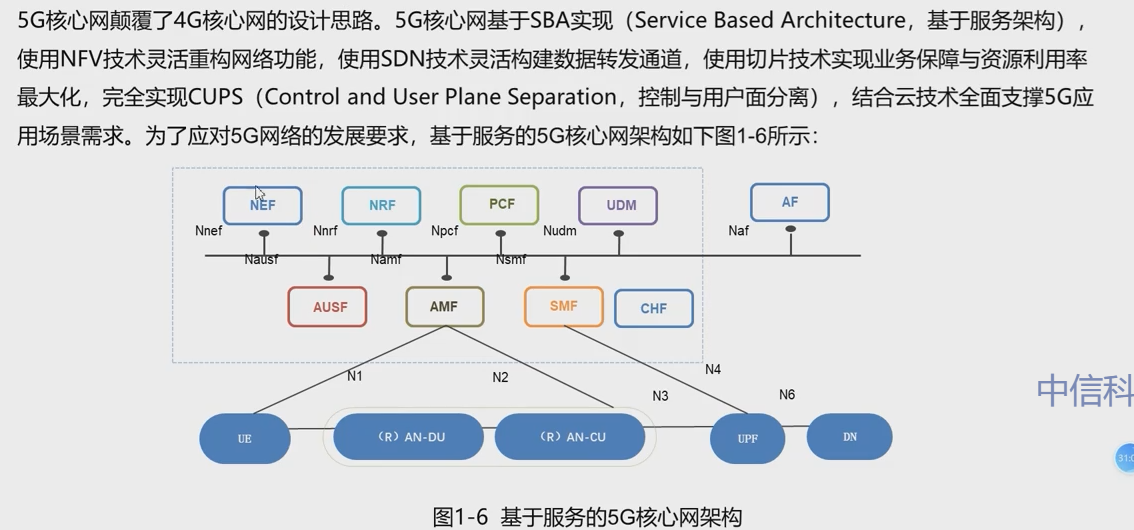 5G核心网颠覆了4G核心网的设计思路。5G核心网基于SBA实现（Service Based Architecture，基于服务架构），
使用NFV技术灵活重构网络功能，使用SDN技术灵活构建数据转发通道，使用切片技术实现业务保障与资源利用率
最大化，完全实现CUPS（Control and User Plane Separation，控制与用户面分离），结合云技术全面支撑5G应
用场景需求。为了应对5G网络的发展要求，基于服务的5G核心网架构如下图1-6所示：
NEF NRF PCF UDM AF
Nnef Nnrf Npcf Nudm Naf
Nausf Namf Nsmf
AUSF AMF SMF CHF
N1 N2 N3 N4 N6
中信科
UE （R）AN-DU （R）AN-CU UPF DN
图1-6 基于服务的5G核心网架构